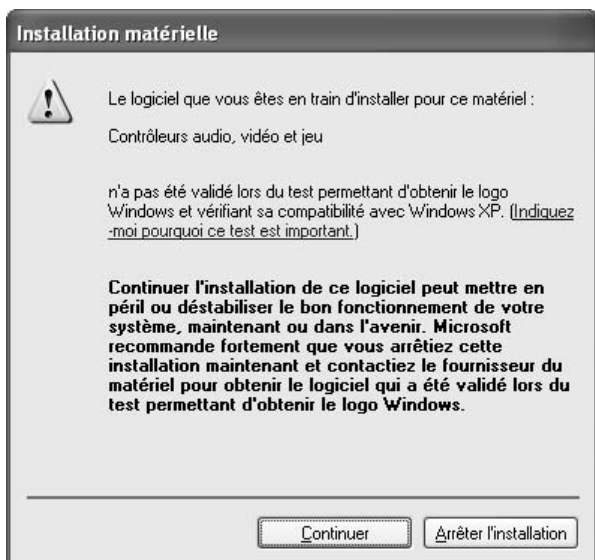 Installation matérielle
Le logiciel que vous êtes en train d'installer pour ce matériel :
Contrôleurs audio, vidéo et jeu
n'a pas été validé lors du test permettant d'obtenir le logo
Windows et vérifiant sa compatibilité avec Windows XP. (Indiquez
-moi pourquoi ce test est important.)
Continuer l'installation de ce logiciel peut mettre en
péril ou déstabiliser le bon fonctionnement de votre
système, maintenant ou dans l'avenir. Microsoft
recommande fortement que vous arrêtiez cette
installation maintenant et contactiez le fournisseur du
matériel pour obtenir le logiciel qui a été validé lors du
test permettant d'obtenir le logo Windows.
Continuer
Arrêter l'installation